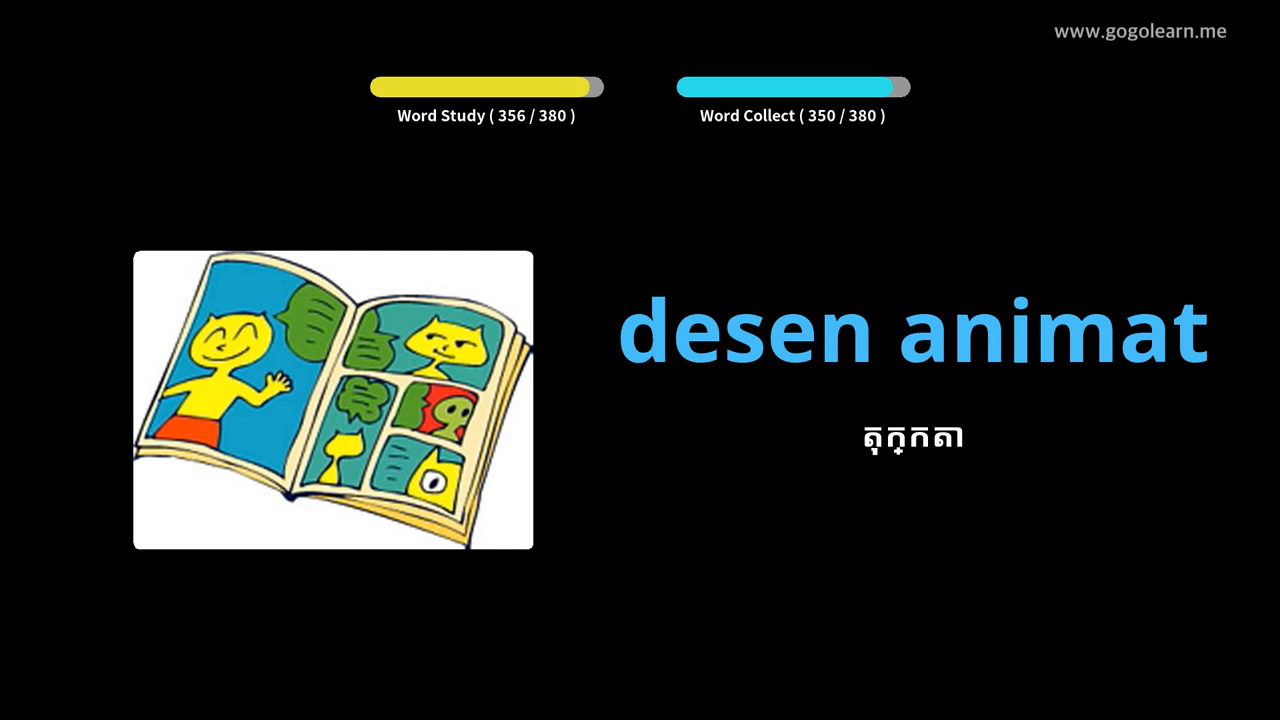 www.gogolearn.me
Word Study ( 356 / 380 )
Word Collect ( 350 / 380 )
desen animat
តុក្កតា